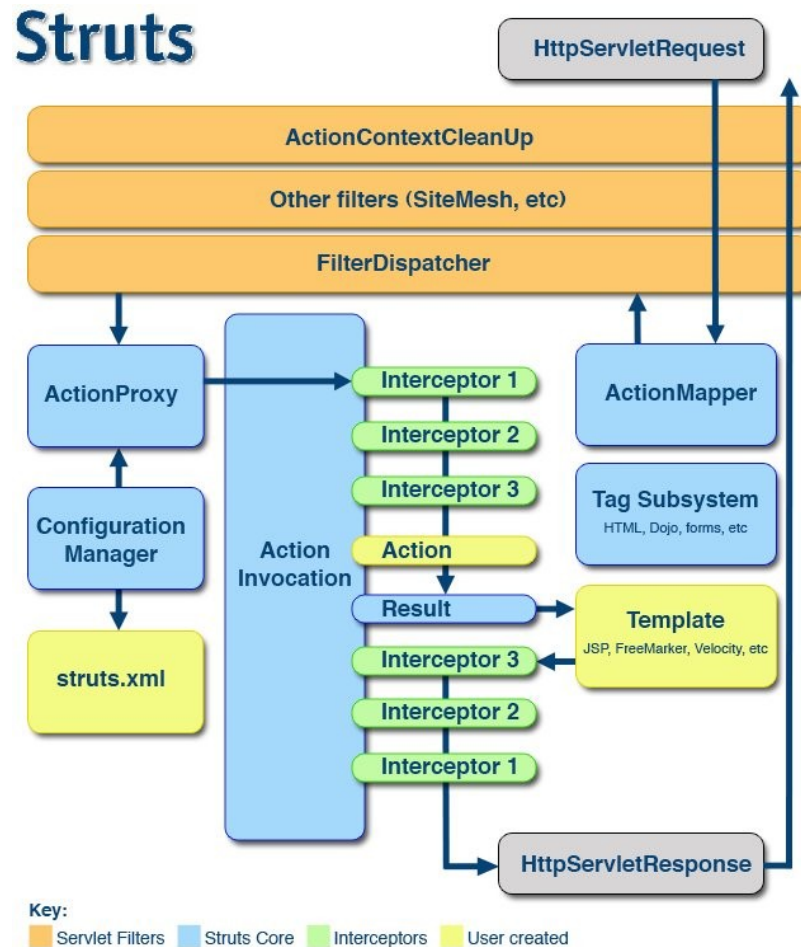 Struts
HttpServletRequest
ActionContextCleanUp
Other filters (SiteMesh, etc)
FilterDispatcher
ActionProxy
Interceptor 1
ActionMapper
Interceptor 2
Interceptor 3
Tag Subsystem
HTML, Dojo, forms, etc
Configuration
Manager
Action
Invocation
Action
Result
Template
JSP, FreeMarker, Velocity, etc
struts.xml
Interceptor 3
Interceptor 2
Interceptor 1
HttpServletResponse
Key:
Servlet Filters
Struts Core
Interceptors
User created